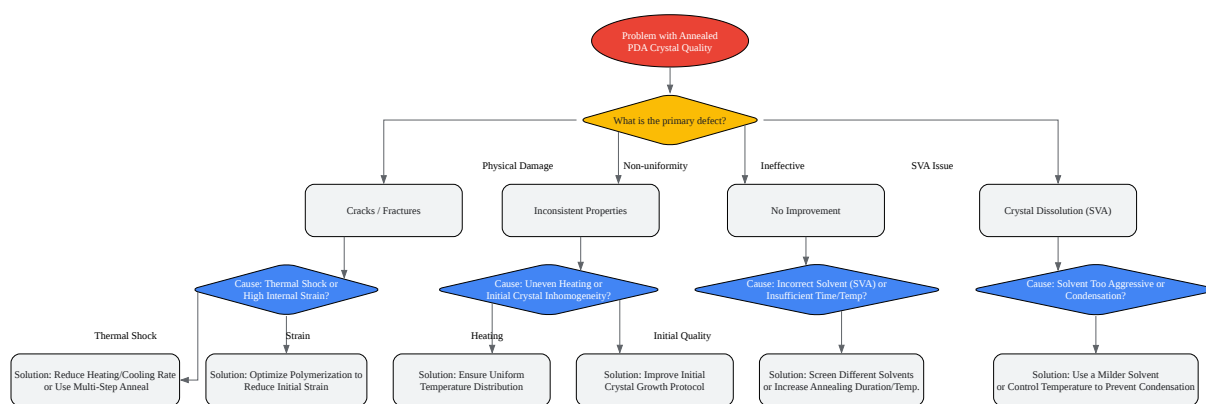 Problem with Annealed
PDA Crystal Quality
What is the primary defect?
Physical Damage
Non-uniformity
Ineffective
SVA Issue
Cracks / Fractures
Inconsistent Properties
No Improvement
Crystal Dissolution (SVA)
Cause: Thermal Shock or
High Internal Strain?
Cause: Uneven Heating or
Initial Crystal Inhomogeneity?
Cause: Incorrect Solvent (SVA) or
Insufficient Time/Temp?
Cause: Solvent Too Aggressive or
Condensation?
Thermal Shock
Strain
Heating
Initial Quality
Solution: Reduce Heating/Cooling Rate
or Use Multi-Step Anneal
Solution: Optimize Polymerization to
Reduce Initial Strain
Solution: Ensure Uniform
Temperature Distribution
Solution: Improve Initial
Crystal Growth Protocol
Solution: Screen Different Solvents
or Increase Annealing Duration/Temp.
Solution: Use a Milder Solvent
or Control Temperature to Prevent Condensation